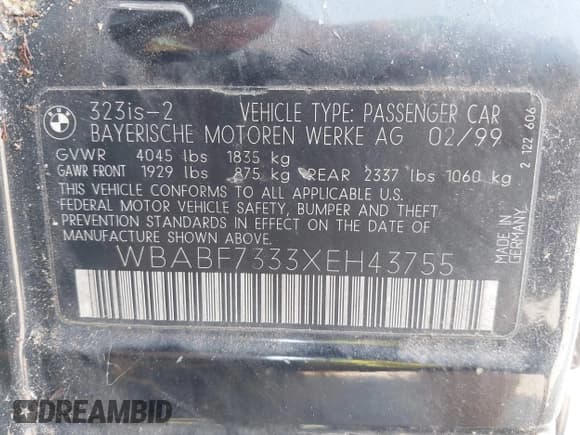 BMW
323is-2 VEHICLE TYPE: PASSENGER CAR
BAYERISCHE MOTOREN WERKE AG 02/99
GVWR 4045 lbs 1835 kg
GAWR FRONT 1929 lbs 875 kg REAR 2337 lbs 1060 kg
THIS VEHICLE CONFORMS TO ALL APPLICABLE U.S.
FEDERAL MOTOR VEHICLE SAFETY, BUMPER AND THEFT
PREVENTION STANDARDS IN EFFECT ON THE DATE OF
MANUFACTURE SHOWN ABOVE.
WBABF7333XEH43755
2 122 606
MADE IN
GERMANY
DREAMBID